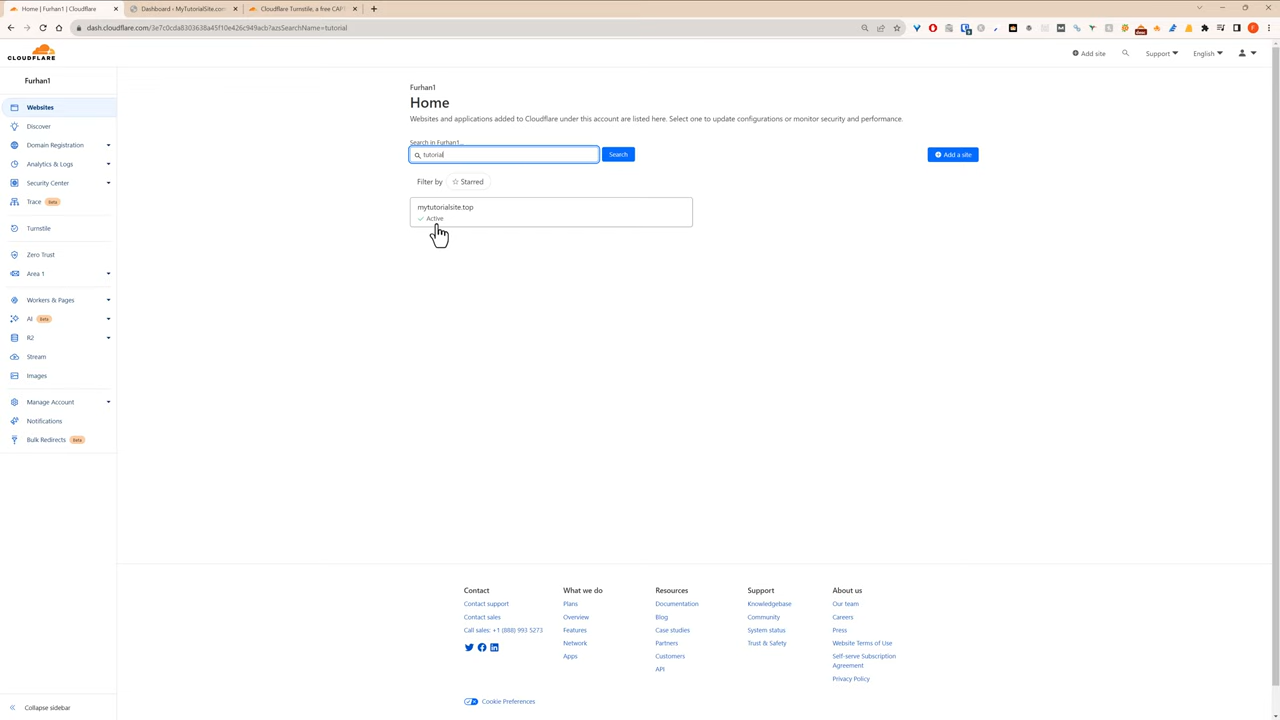 Home | Furhan1 | Cloudflare
Dashboard ‹ MyTutorialSite.com
Cloudflare Turnstile, a free CAPT
dash.cloudflare.com/3e7c0cda8303638a45f10e426c949acb?azsSearchName=tutorial
CLOUDFLARE
Add site
Support
English
Furhan1
Websites
Discover
Domain Registration
Analytics & Logs
Security Center
Trace Beta
Turnstile
Zero Trust
Area 1
Workers & Pages
AI Beta
R2
Stream
Images
Manage Account
Notifications
Bulk Redirects Beta
Collapse sidebar
Furhan1
Home
Websites and applications added to Cloudflare under this account are listed here. Select one to update configurations or monitor security and performance.
Search in Furhan1...
tutorial
Search
Add a site
Filter by Starred
mytutorialsite.top
Active
Contact
Contact support
Contact sales
Call sales: +1 (888) 993 5273
What we do
Plans
Overview
Features
Network
Apps
Resources
Documentation
Blog
Case studies
Partners
Customers
API
Support
Knowledgebase
Community
System status
Trust & Safety
About us
Our team
Careers
Press
Website Terms of Use
Self-serve Subscription
Agreement
Privacy Policy
Cookie Preferences